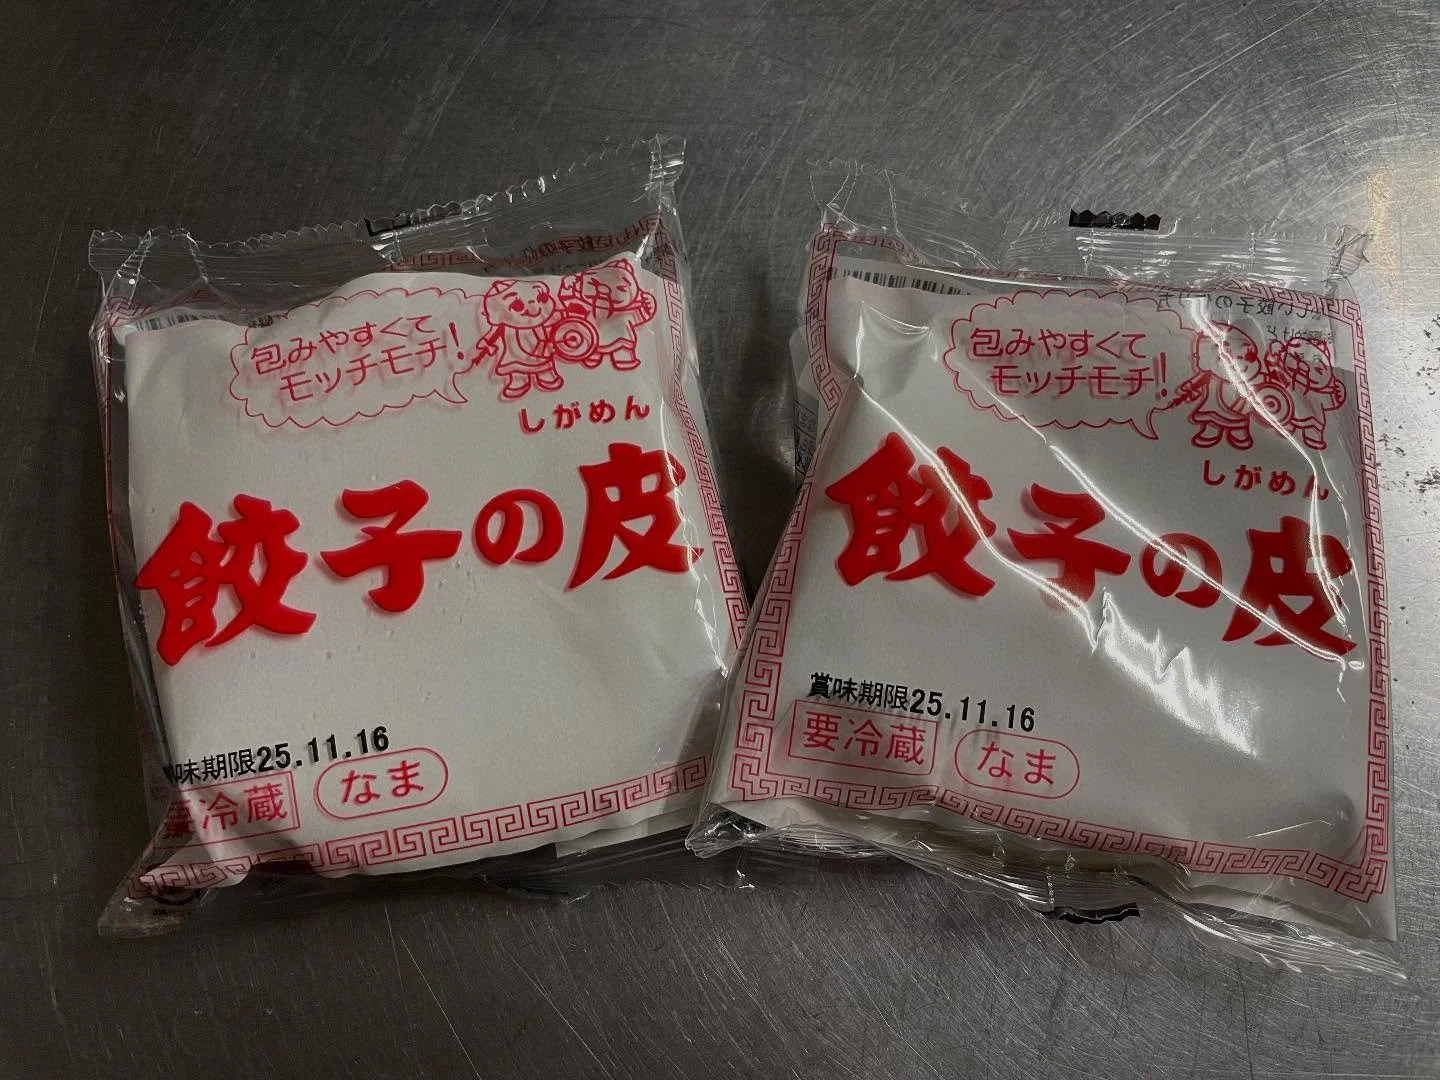 包みやすくて
モッチモチ!
しがめん
餃子の皮
賞味期限25.11.16
要冷蔵
なま
包みやすくて
モッチモチ!
しがめん
餃子の皮
賞味期限25.11.16
要冷蔵
なま